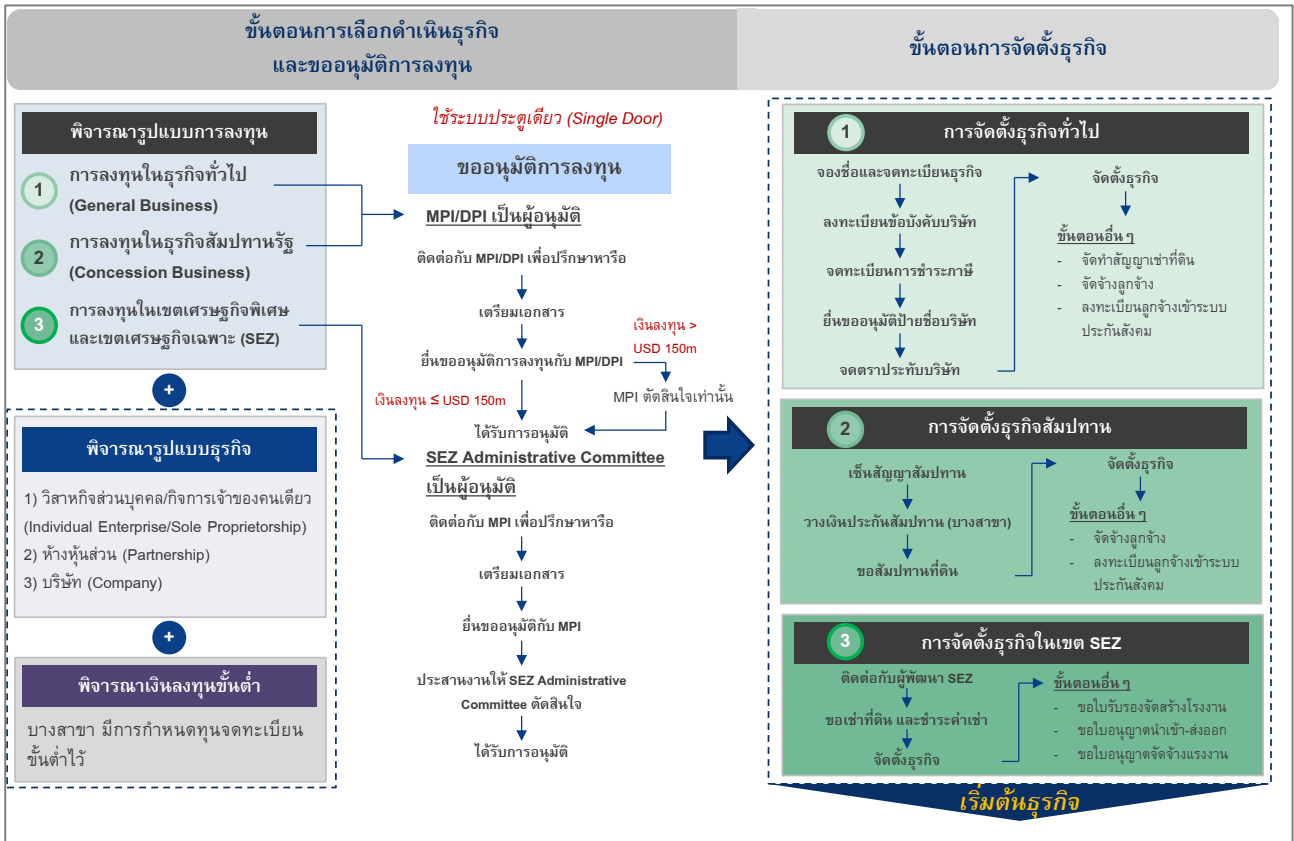 ขั้นตอนการเลือกดำเนินธุรกิจ
และขออนุมัติการลงทุน
ขั้นตอนการจัดตั้งธุรกิจ
พิจารณารูปแบบการลงทุน
1
การลงทุนในธุรกิจทั่วไป
(General Business)
2
การลงทุนในธุรกิจสัมปทานรัฐ
(Concession Business)
3
การลงทุนในเขตเศรษฐกิจพิเศษ
และเขตเศรษฐกิจเฉพาะ (SEZ)
+
พิจารณารูปแบบธุรกิจ
1) วิสาหกิจส่วนบุคคล/กิจการเจ้าของคนเดียว
(Individual Enterprise/Sole Proprietorship)
2) ห้างหุ้นส่วน (Partnership)
3) บริษัท (Company)
+
พิจารณาเงินลงทุนขั้นต่ำ
บางสาขา มีการกำหนดทุนจดทะเบียน
ขั้นต่ำไว้
ใช้ระบบประตูเดียว (Single Door)
ขออนุมัติการลงทุน
MPI/DPI เป็นผู้อนุมัติ
ติดต่อกับ MPI/DPI เพื่อปรึกษาหารือ
เตรียมเอกสาร
ยื่นขออนุมัติการลงทุนกับ MPI/DPI
เงินลงทุน >
USD 150m
MPI ตัดสินใจเท่านั้น
เงินลงทุน ≤ USD 150m
ได้รับการอนุมัติ
SEZ Administrative Committee
เป็นผู้อนุมัติ
ติดต่อกับ MPI เพื่อปรึกษาหารือ
เตรียมเอกสาร
ยื่นขออนุมัติกับ MPI
ประสานงานให้ SEZ Administrative
Committee ตัดสินใจ
ได้รับการอนุมัติ
1
การจัดตั้งธุรกิจทั่วไป
จองชื่อและจดทะเบียนธุรกิจ
ลงทะเบียนข้อบังคับบริษัท
จดทะเบียนการชำระภาษี
ยื่นขออนุมัติป้ายชื่อบริษัท
จดตราประทับบริษัท
จัดตั้งธุรกิจ
ขั้นตอนอื่น ๆ
- จัดทำสัญญาเช่าที่ดิน
- จัดจ้างลูกจ้าง
- ลงทะเบียนลูกจ้างเข้าระบบ
ประกันสังคม
2
การจัดตั้งธุรกิจสัมปทาน
เซ็นสัญญาสัมปทาน
วางเงินประกันสัมปทาน (บางสาขา)
ขอสัมปทานที่ดิน
จัดตั้งธุรกิจ
ขั้นตอนอื่น ๆ
- จัดจ้างลูกจ้าง
- ลงทะเบียนลูกจ้างเข้าระบบ
ประกันสังคม
3
การจัดตั้งธุรกิจในเขต SEZ
ติดต่อกับผู้พัฒนา SEZ
ขอเช่าที่ดิน และชำระค่าเช่า
จัดตั้งธุรกิจ
ขั้นตอนอื่น ๆ
- ขอใบรับรองจัดสร้างโรงงาน
- ขอใบอนุญาตนำเข้า-ส่งออก
- ขอใบอนุญาตจัดจ้างแรงงาน
เริ่มต้นธุรกิจ